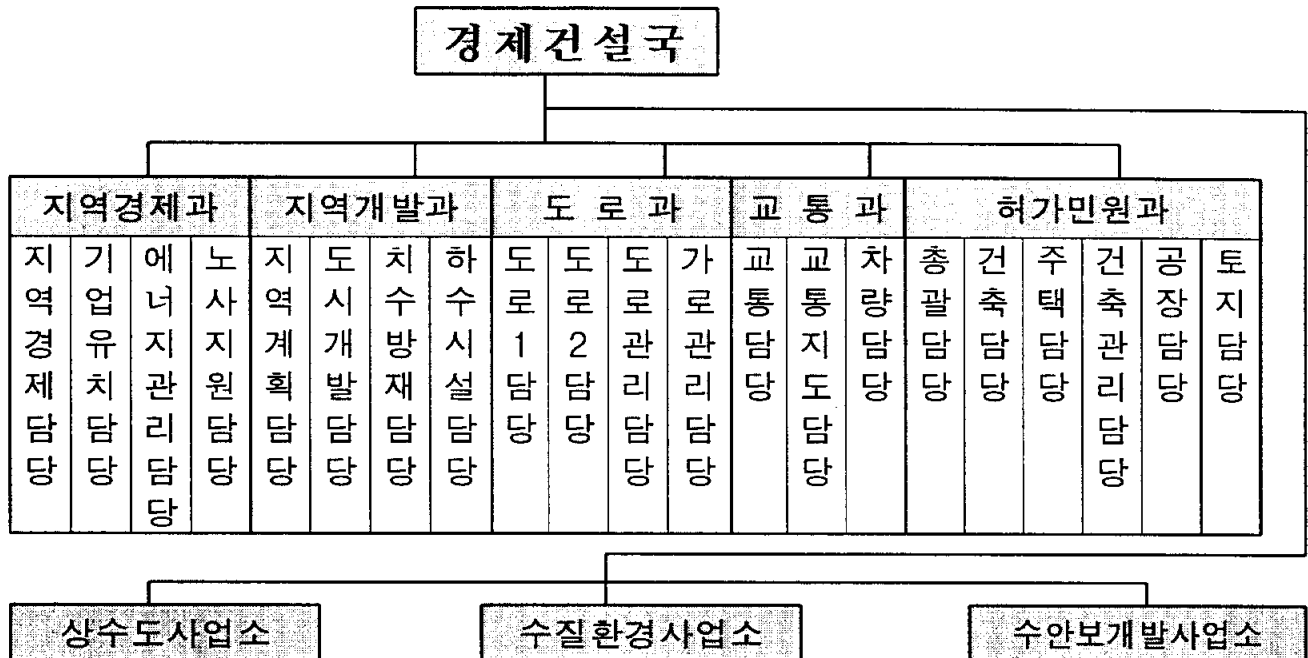 경제건설국
지역경제과
지역개발과
도로과
교통과
허가민원과
지역경제담당
기업유치담당
에너지관리담당
노사지원담당
지역계획담당
도시개발담당
치수방재담당
하수시설담당
도로1담당
도로2담당
도로관리담당
가로관리담당
교통담당
교통지도담당
차량담당
총괄담당
건축담당
주택담당
건축관리담당
공장담당
토지담당
상수도사업소
수질환경사업소
수안보개발사업소